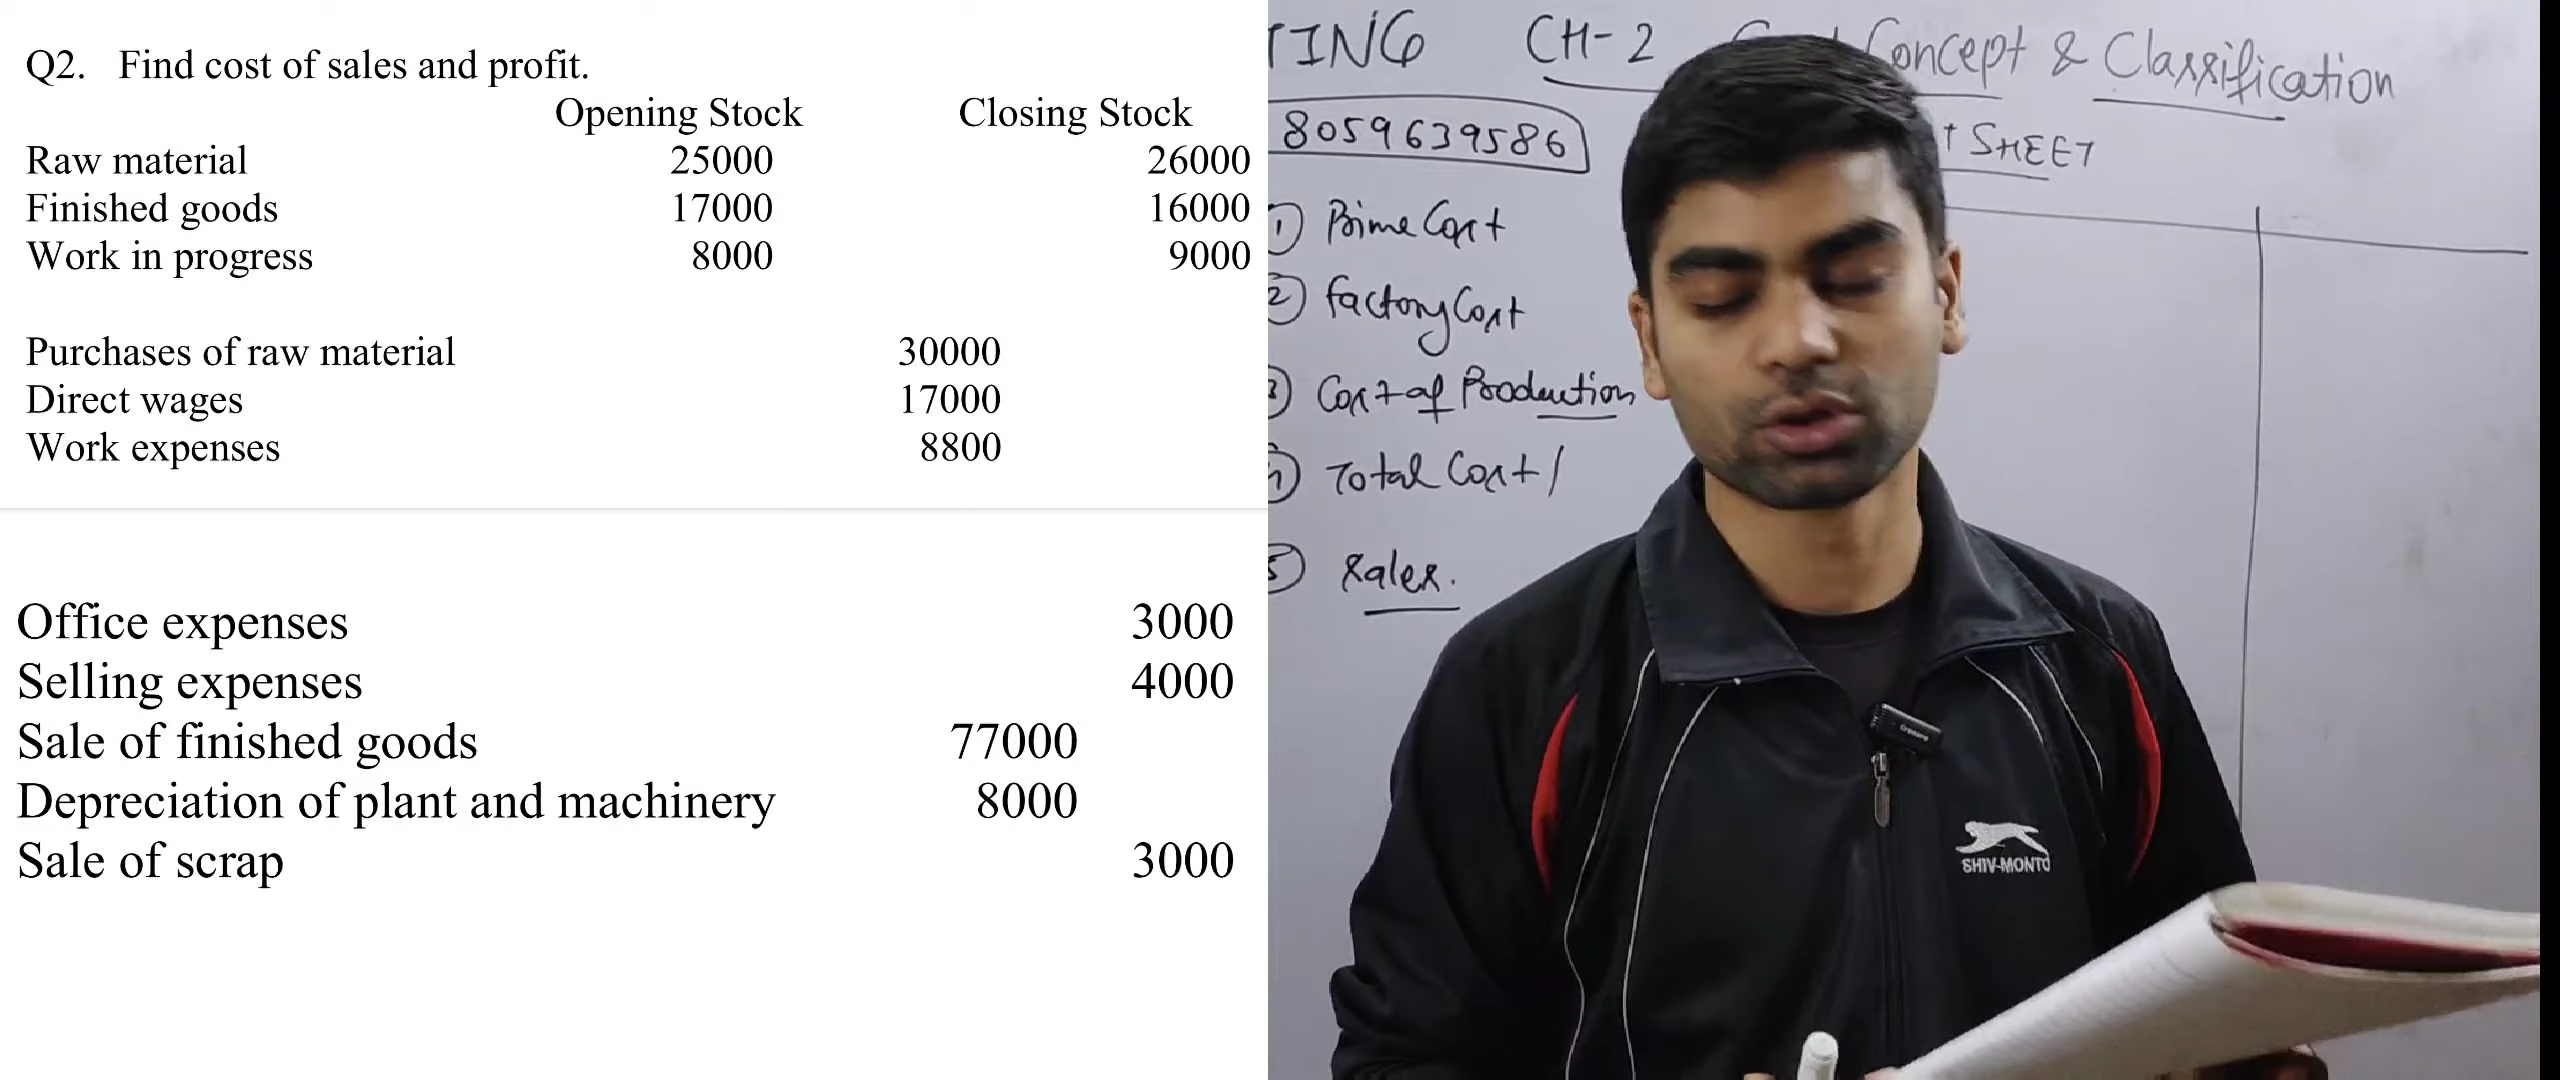 Q2. Find cost of sales and profit.
Opening Stock Closing Stock
Raw material 25000 26000
Finished goods 17000 16000
Work in progress 8000 9000
Purchases of raw material 30000
Direct wages 17000
Work expenses 8800
Office expenses 3000
Selling expenses 4000
Sale of finished goods 77000
Depreciation of plant and machinery 8000
Sale of scrap 3000
TING CH-2 Concept & Classification
8059639586
T SHEET
1) Prime Cost
2) Factory Cost
3) Cost of Production
4) Total Cost /
5) Sales.
SHIV-MONTO